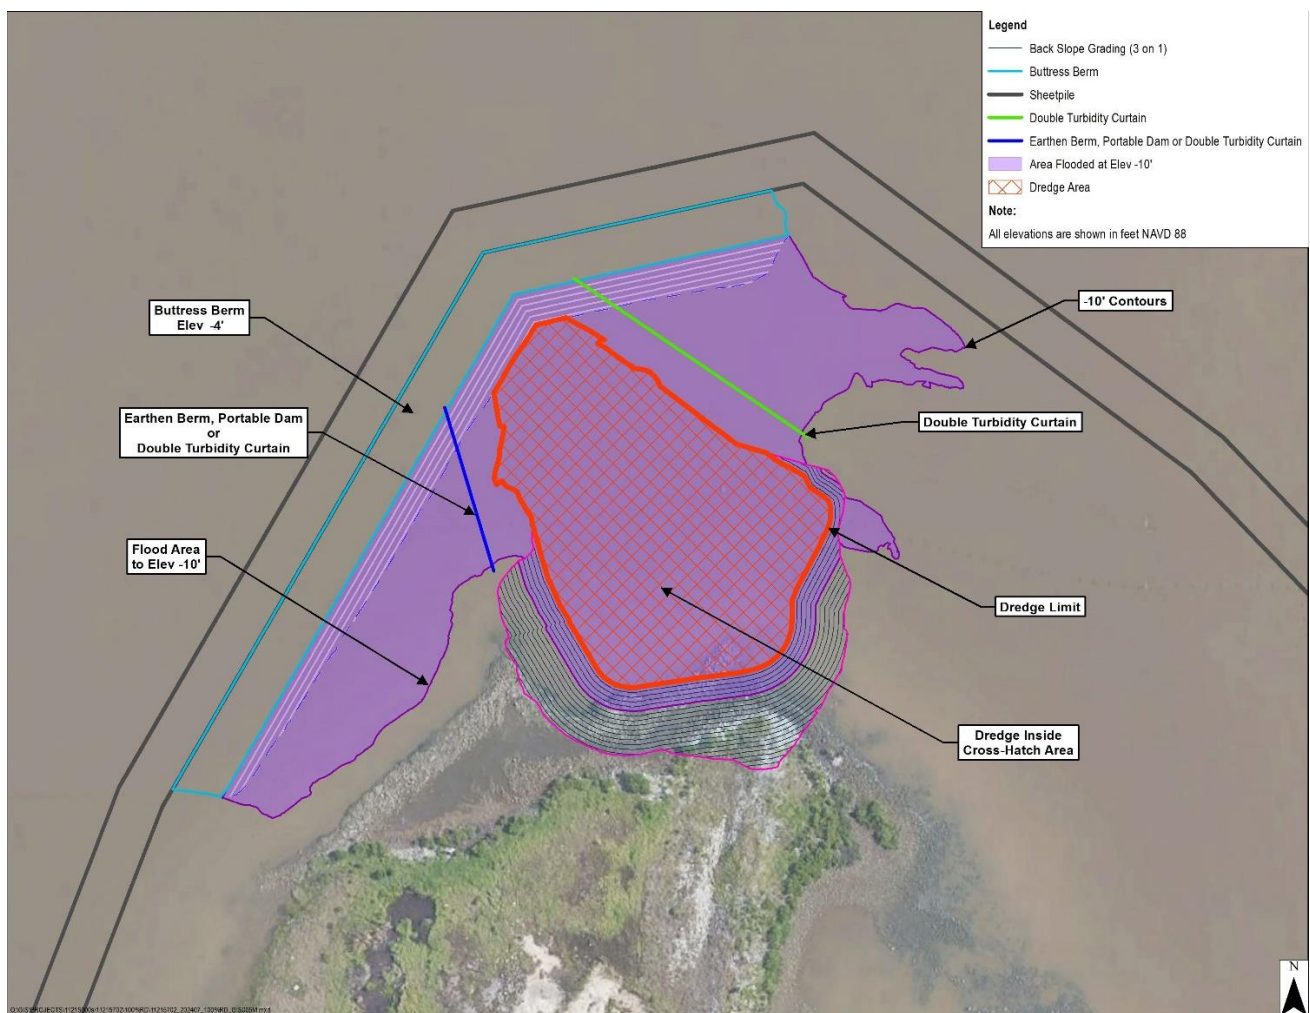 Legend
Back Slope Grading (3 on 1)
Buttress Berm
Sheetpile
Double Turbidity Curtain
Earthen Berm, Portable Dam or Double Turbidity Curtain
Area Flooded at Elev -10'
Dredge Area
Note:
All elevations are shown in feet NAVD 88
-10' Contours
Buttress Berm
Elev -4'
Earthen Berm, Portable Dam
or
Double Turbidity Curtain
Double Turbidity Curtain
Flood Area
to Elev -10'
Dredge Limit
Dredge Inside
Cross-Hatch Area
N